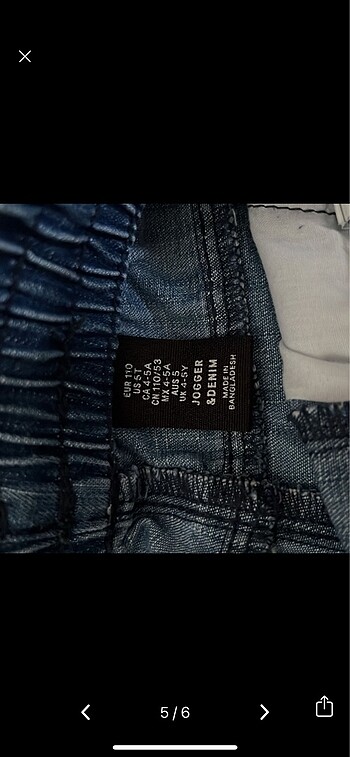 EUR 110
US 5T
CA 4-5A
CN 110/53
MX 4-5A
AUS 5
UK 4-5Y
JOGGER
&DENIM
MADE IN
BANGLADESH
5/6